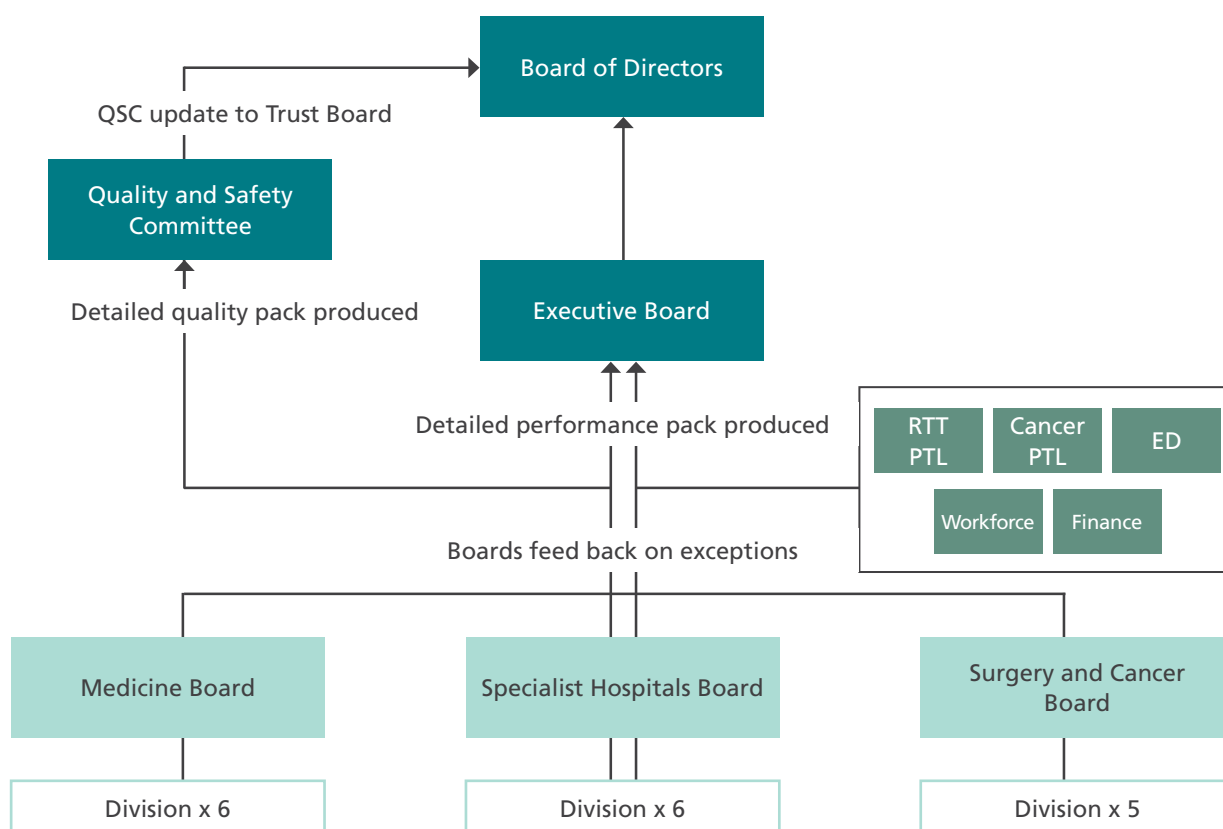 Board of Directors
QSC update to Trust Board
Quality and Safety
Committee
Detailed quality pack produced
Executive Board
Detailed performance pack produced
RTT
PTL
Cancer
PTL
ED
Workforce
Finance
Boards feed back on exceptions
Medicine Board
Specialist Hospitals Board
Surgery and Cancer
Board
Division x 6
Division x 6
Division x 5